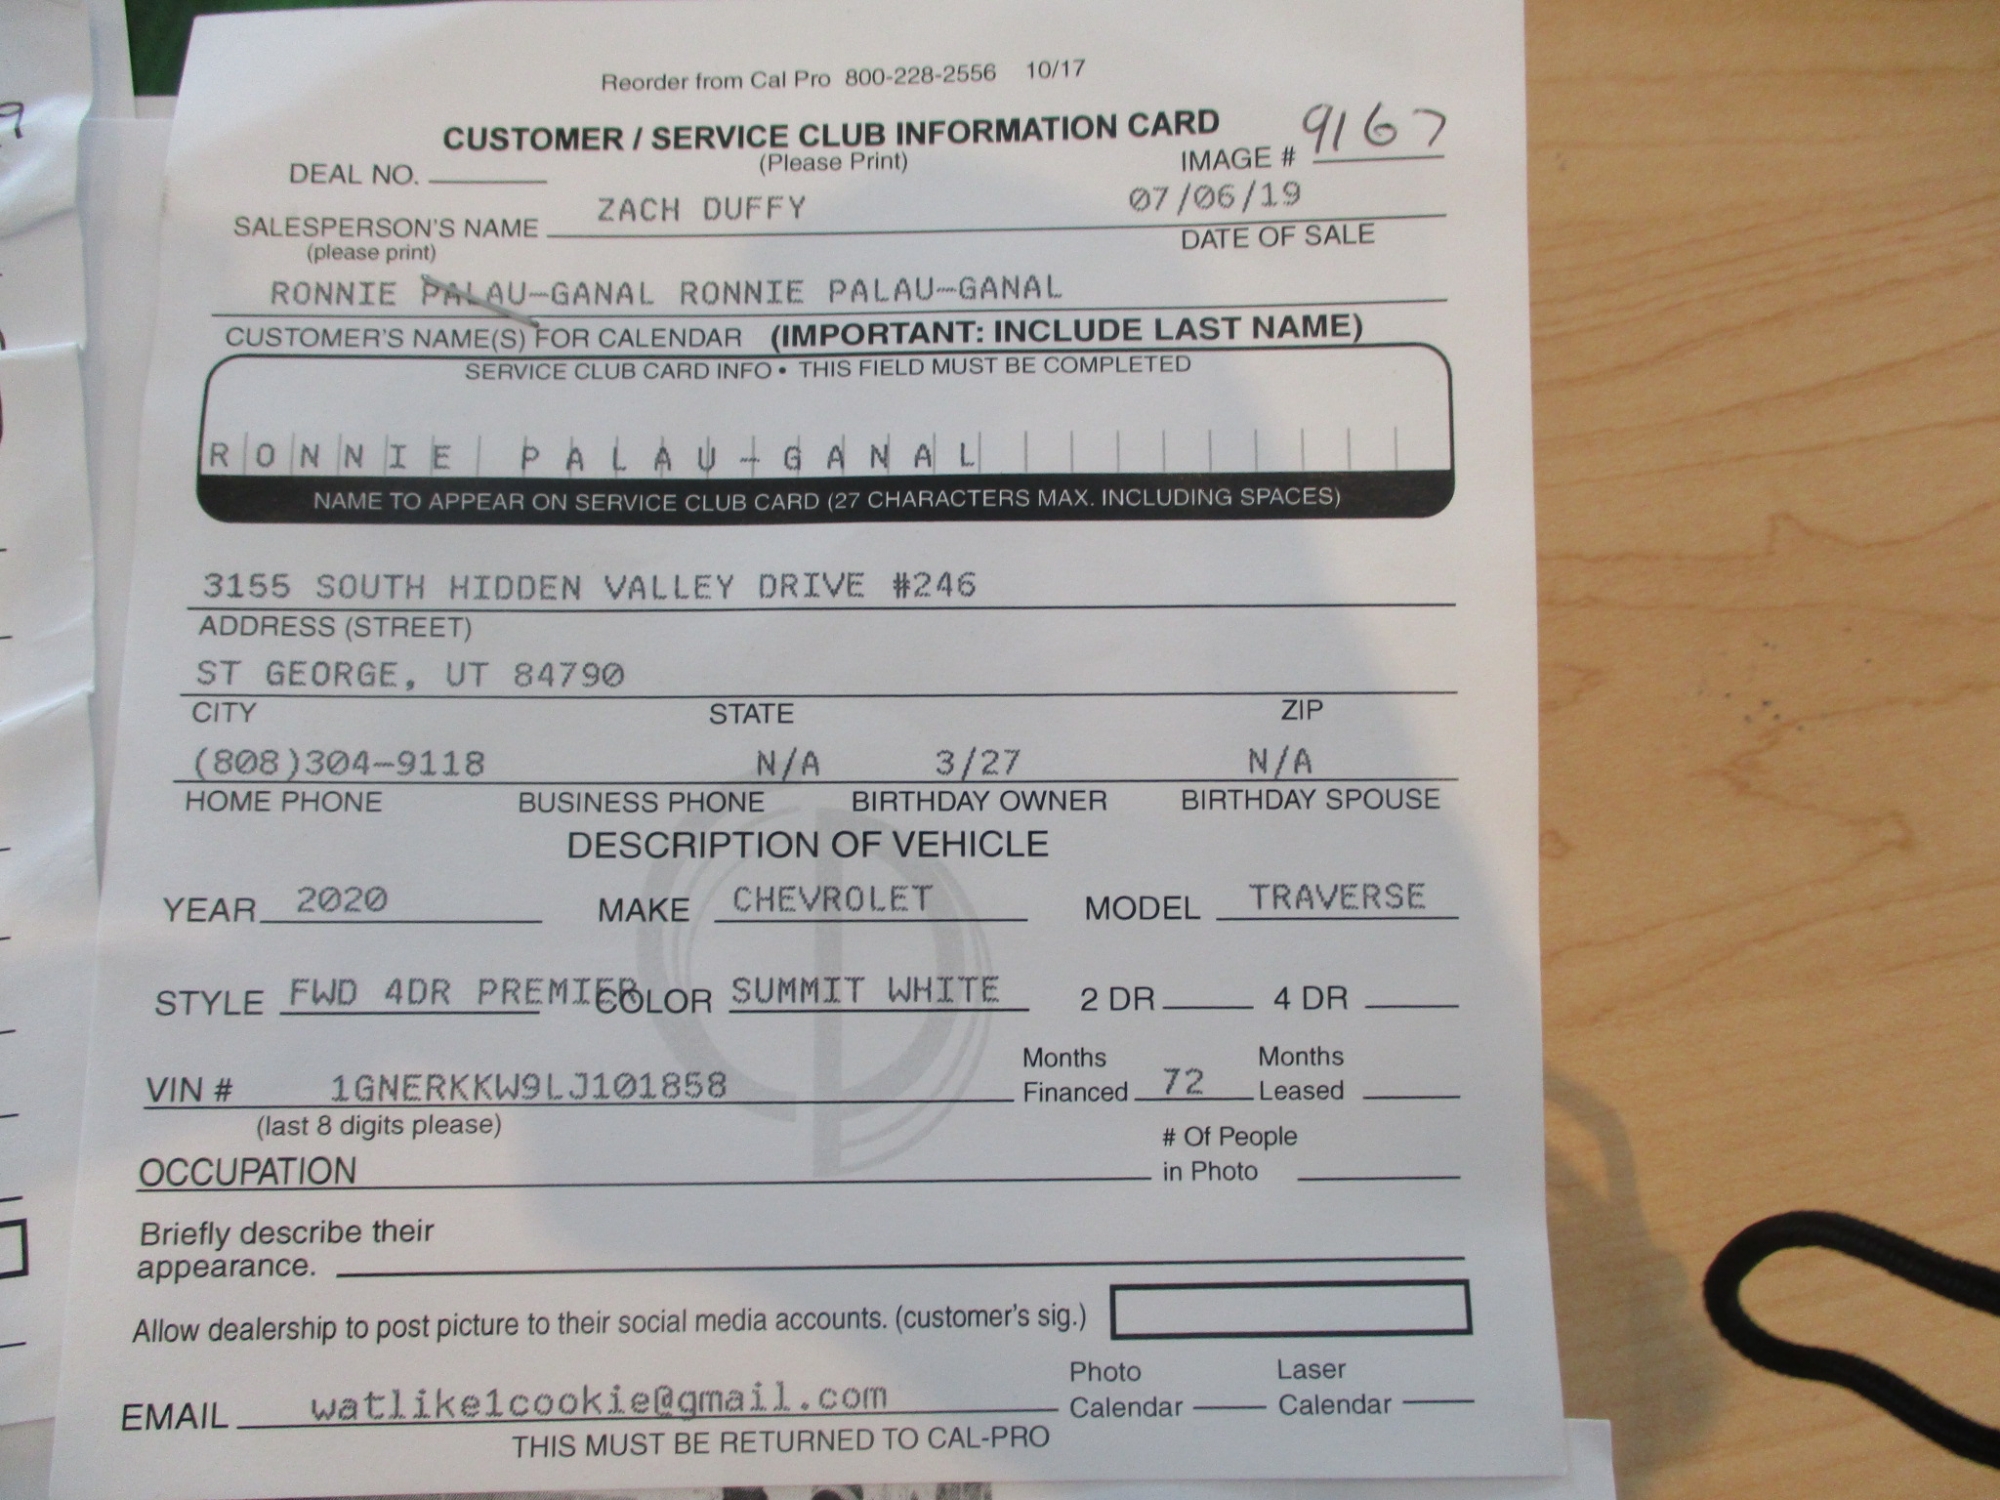 Reorder from Cal Pro 800-228-2556 10/17
CUSTOMER / SERVICE CLUB INFORMATION CARD
(Please Print)
DEAL NO.
IMAGE # 9167
SALESPERSON'S NAME ZACH DUFFY 07/06/19
(please print) DATE OF SALE
RONNIE PALAU-GANAL RONNIE PALAU-GANAL
CUSTOMER'S NAME(S) FOR CALENDAR (IMPORTANT: INCLUDE LAST NAME)
SERVICE CLUB CARD INFO • THIS FIELD MUST BE COMPLETED
RONNIE PALAU-GANAL
NAME TO APPEAR ON SERVICE CLUB CARD (27 CHARACTERS MAX. INCLUDING SPACES)
3155 SOUTH HIDDEN VALLEY DRIVE #246
ADDRESS (STREET)
ST GEORGE, UT 84790
CITY STATE ZIP
(808)304-9118 N/A 3/27 N/A
HOME PHONE BUSINESS PHONE BIRTHDAY OWNER BIRTHDAY SPOUSE
DESCRIPTION OF VEHICLE
YEAR 2020 MAKE CHEVROLET MODEL TRAVERSE
STYLE FWD 4DR PREMIER COLOR SUMMIT WHITE 2 DR 4 DR
VIN # 1GNERKKW9LJ101858 Months Financed 72 Months Leased
(last 8 digits please)
OCCUPATION # Of People in Photo
Briefly describe their
appearance.
Allow dealership to post picture to their social media accounts. (customer's sig.)
EMAIL watlike1cookie@gmail.com Photo Calendar Laser Calendar
THIS MUST BE RETURNED TO CAL-PRO